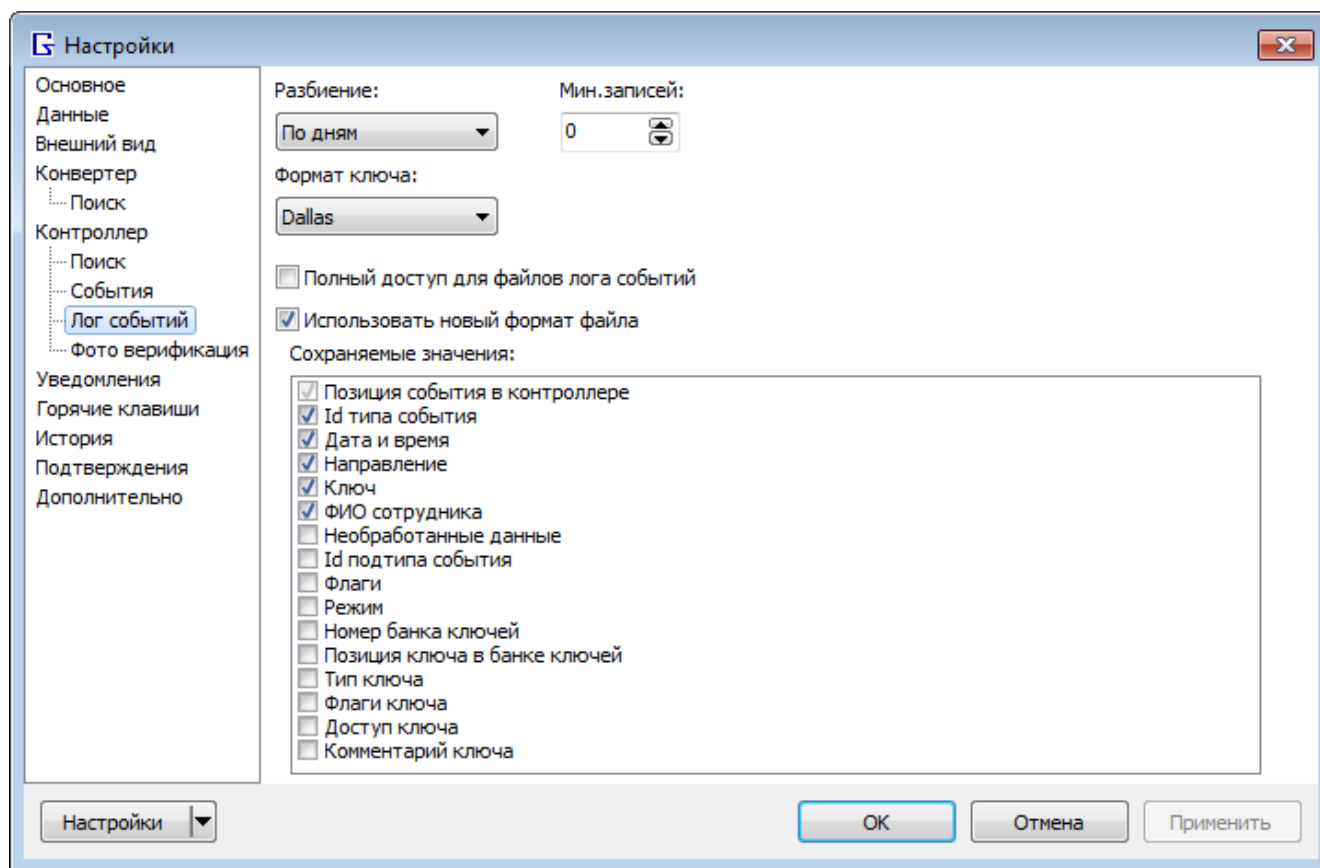 Настройки
Основное
Данные
Внешний вид
Конвертер
Поиск
Контроллер
Поиск
События
Лог событий
Фото верификация
Уведомления
Горячие клавиши
История
Подтверждения
Дополнительно
Разбиение:
Мин.записей:
По дням
0
Формат ключа:
Dallas
Полный доступ для файлов лога событий
Использовать новый формат файла
Сохраняемые значения:
Позиция события в контроллере
Id типа события
Дата и время
Направление
Ключ
ФИО сотрудника
Необработанные данные
Id подтипа события
Флаги
Режим
Номер банка ключей
Позиция ключа в банке ключей
Тип ключа
Флаги ключа
Доступ ключа
Комментарий ключа
Настройки
OK
Отмена
Применить